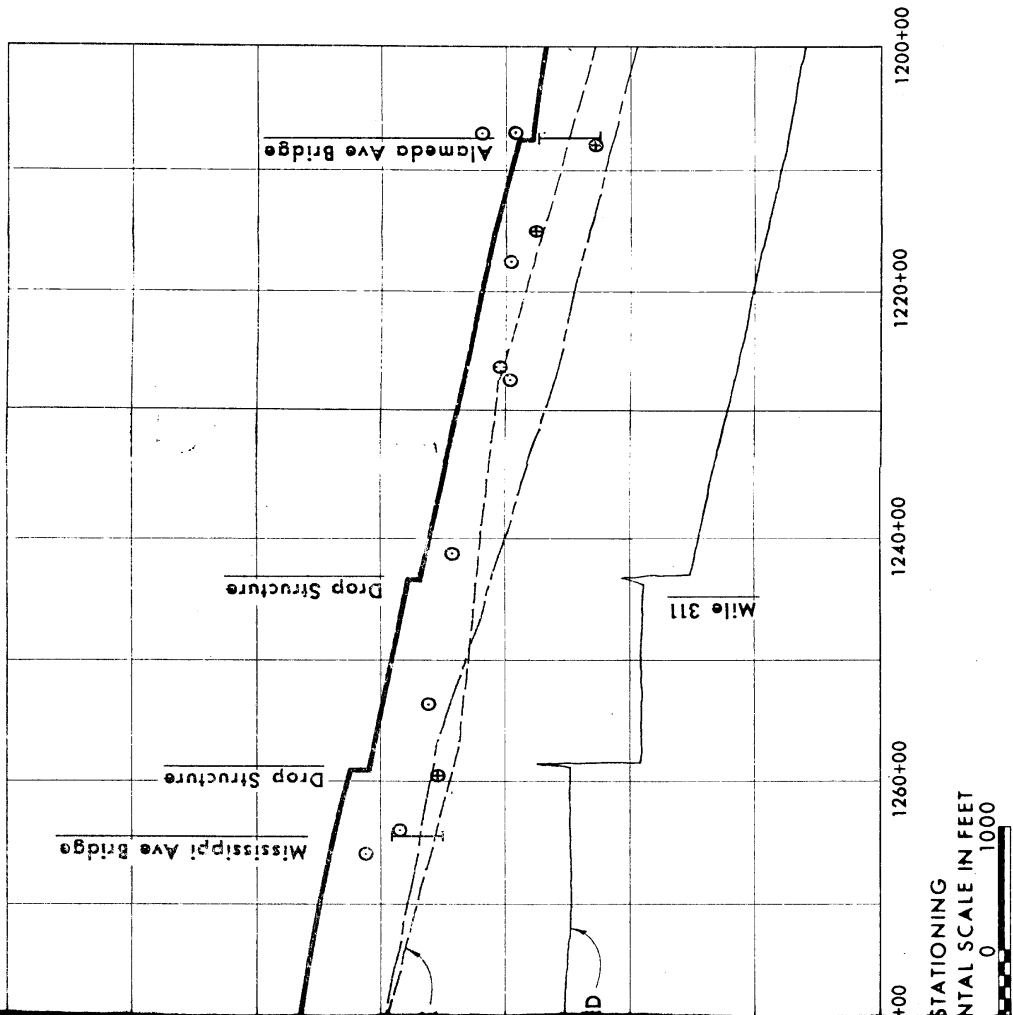 Alameda Ave Bridge
Drop Structure
Mile 311
Drop Structure
Mississippi Ave Bridge
1200+00
1220+00
1240+00
1260+00
+00
ED
STATIONING
NTAL SCALE IN FEET
0 1000